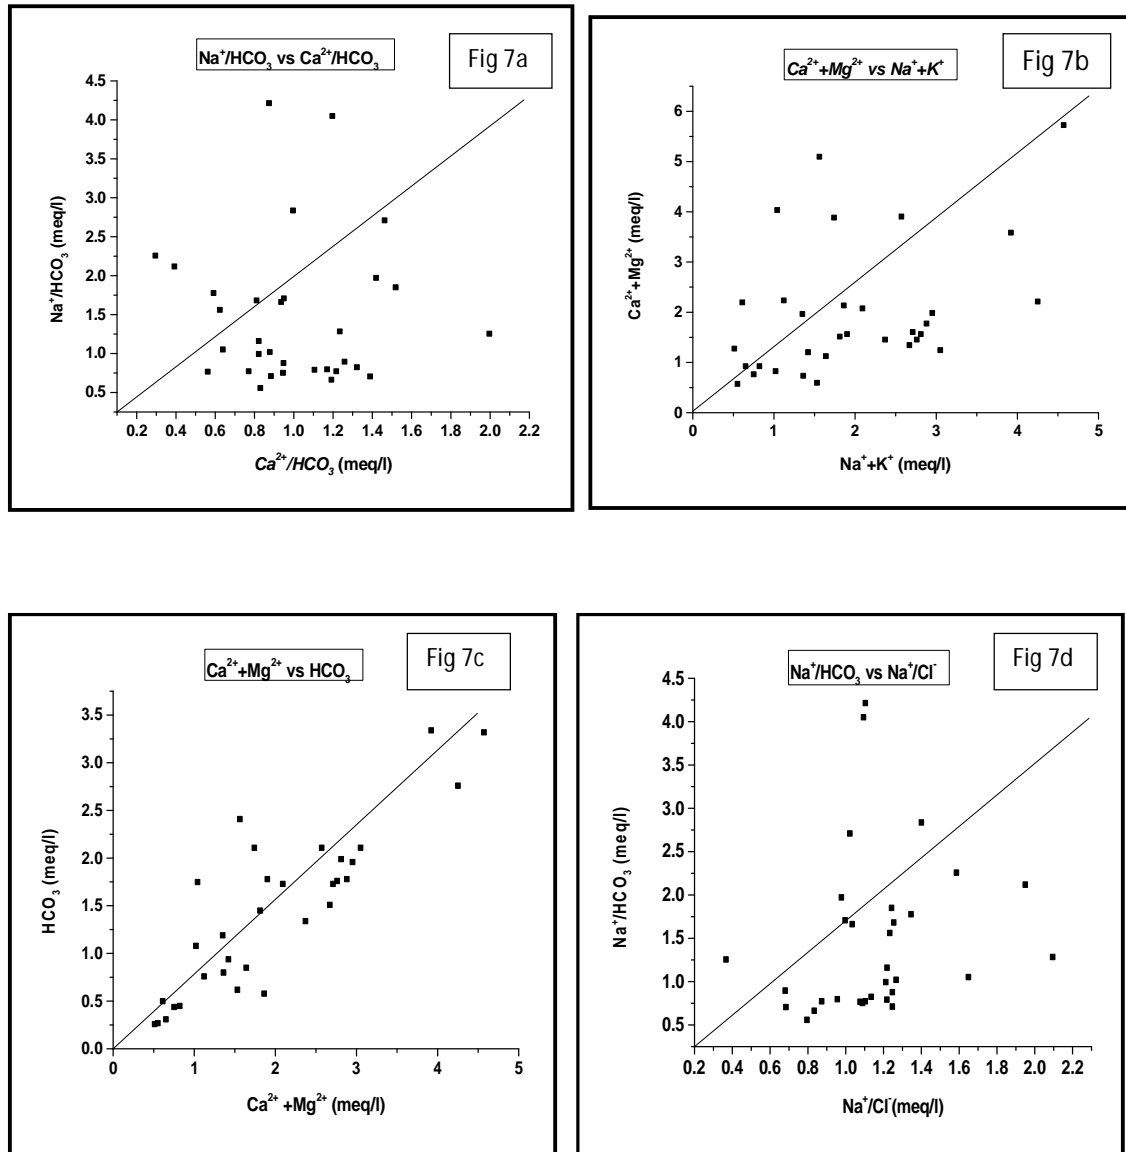 Na⁺/HCO₃ vs Ca²⁺/HCO₃
Fig 7a
4.5
4.0
3.5
3.0
2.5
2.0
1.5
1.0
0.5
Na⁺/HCO₃ (meq/l)
0.2 0.4 0.6 0.8 1.0 1.2 1.4 1.6 1.8 2.0 2.2
Ca²⁺/HCO₃ (meq/l)
Ca²⁺+Mg²⁺ vs Na⁺+K⁺
Fig 7b
6
5
4
3
2
1
0
Ca²⁺+Mg²⁺ (meq/l)
0 1 2 3 4 5
Na⁺+K⁺ (meq/l)
Ca²⁺+Mg²⁺ vs HCO₃
Fig 7c
3.5
3.0
2.5
2.0
1.5
1.0
0.5
0.0
HCO₃ (meq/l)
0 1 2 3 4 5
Ca²⁺ +Mg²⁺ (meq/l)
Na⁺/HCO₃ vs Na⁺/Cl⁻
Fig 7d
4.5
4.0
3.5
3.0
2.5
2.0
1.5
1.0
0.5
Na⁺/HCO₃ (meq/l)
0.2 0.4 0.6 0.8 1.0 1.2 1.4 1.6 1.8 2.0 2.2
Na⁺/Cl⁻(meq/l)